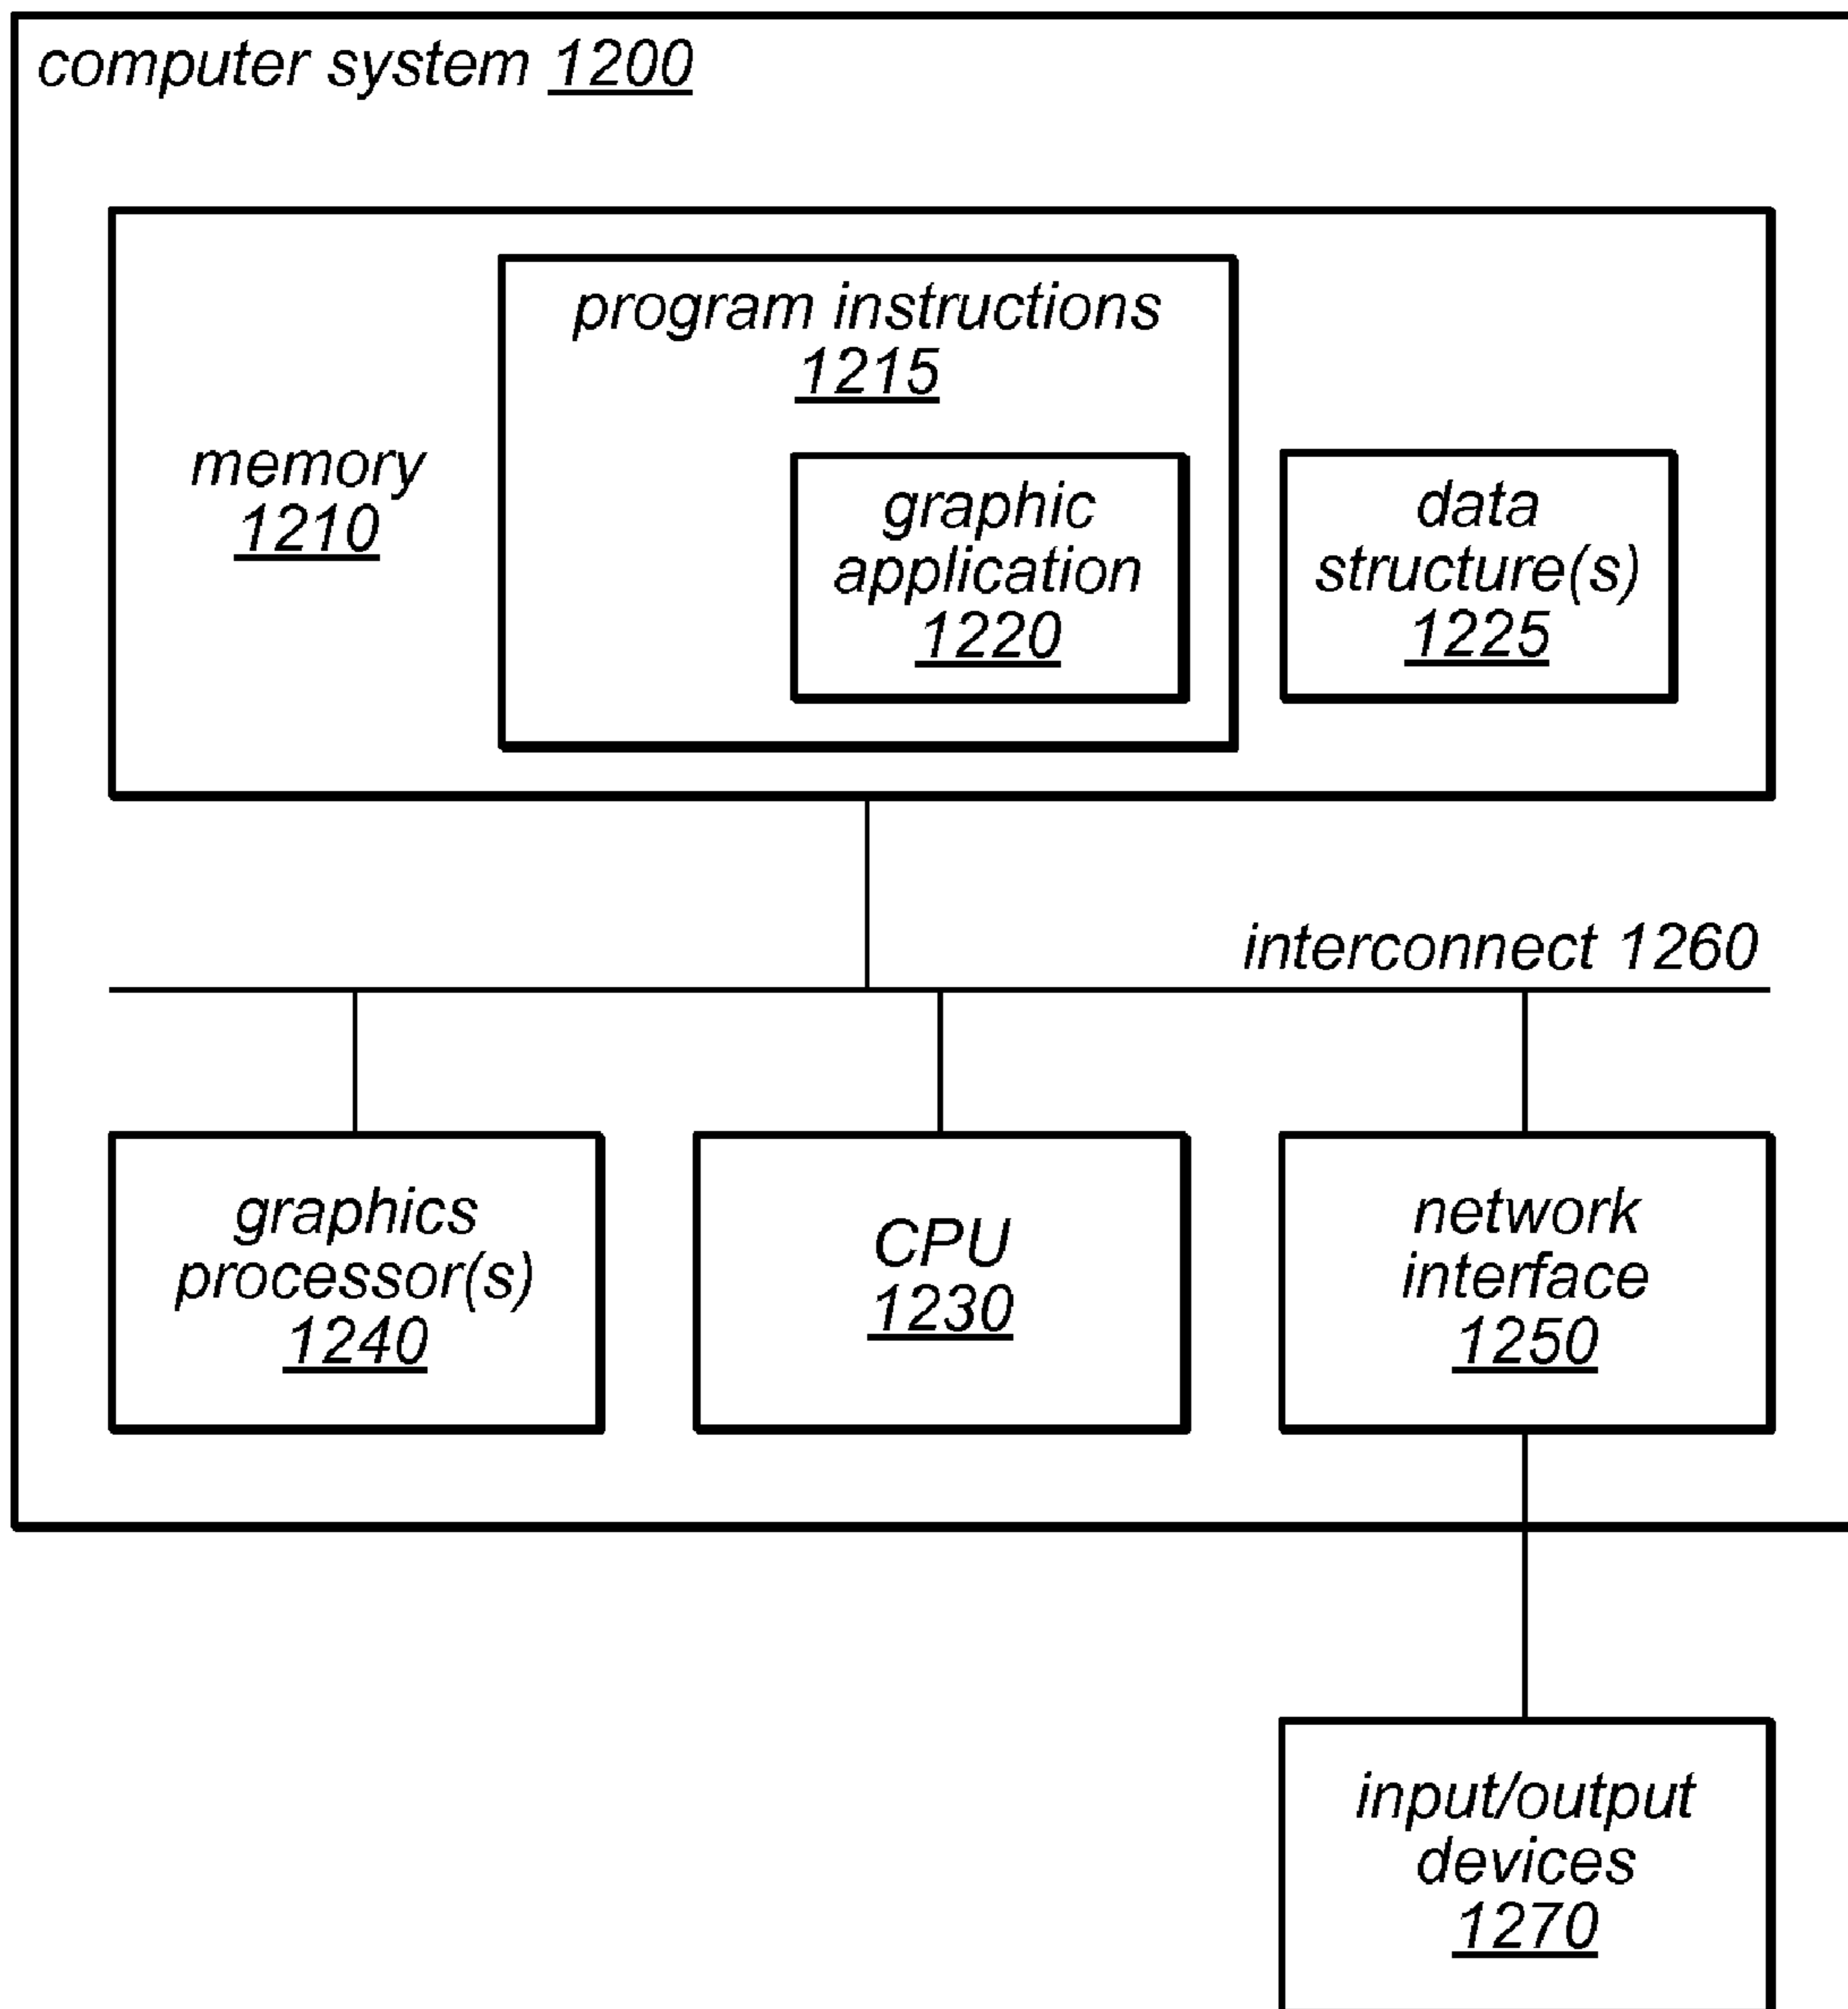 computer system 1200
program instructions
1215
memory
1210
graphic
application
1220
data
structure(s)
1225
interconnect 1260
graphics
processor(s)
1240
CPU
1230
network
interface
1250
input/output
devices
1270